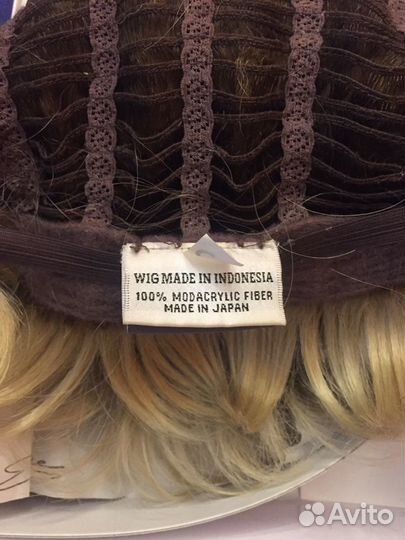 WIG MADE IN INDONESIA
100% MODACRYLIC FIBER
MADE IN JAPAN
Avito